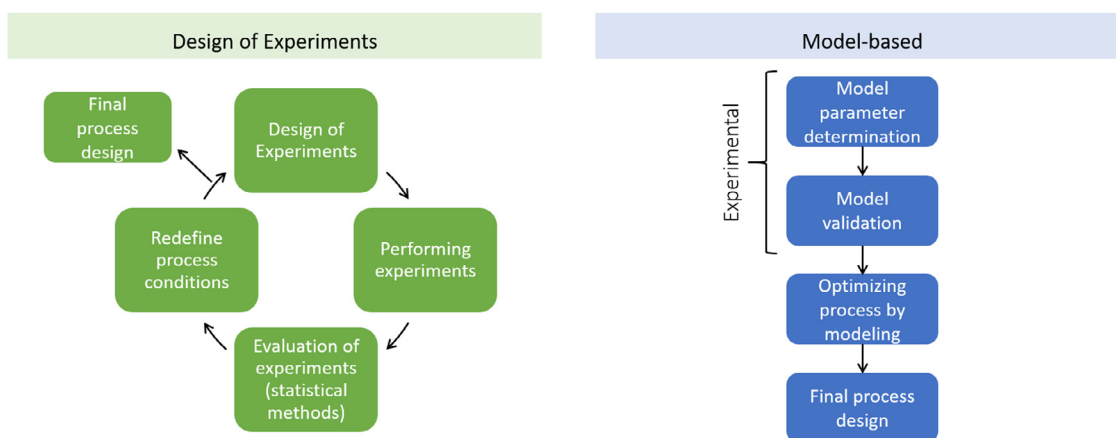 Design of Experiments
Final
process
design
Design of
Experiments
Redefine
process
conditions
Performing
experiments
Evaluation of
experiments
(statistical
methods)
Model-based
Experimental
Model
parameter
determination
Model
validation
Optimizing
process by
modeling
Final process
design